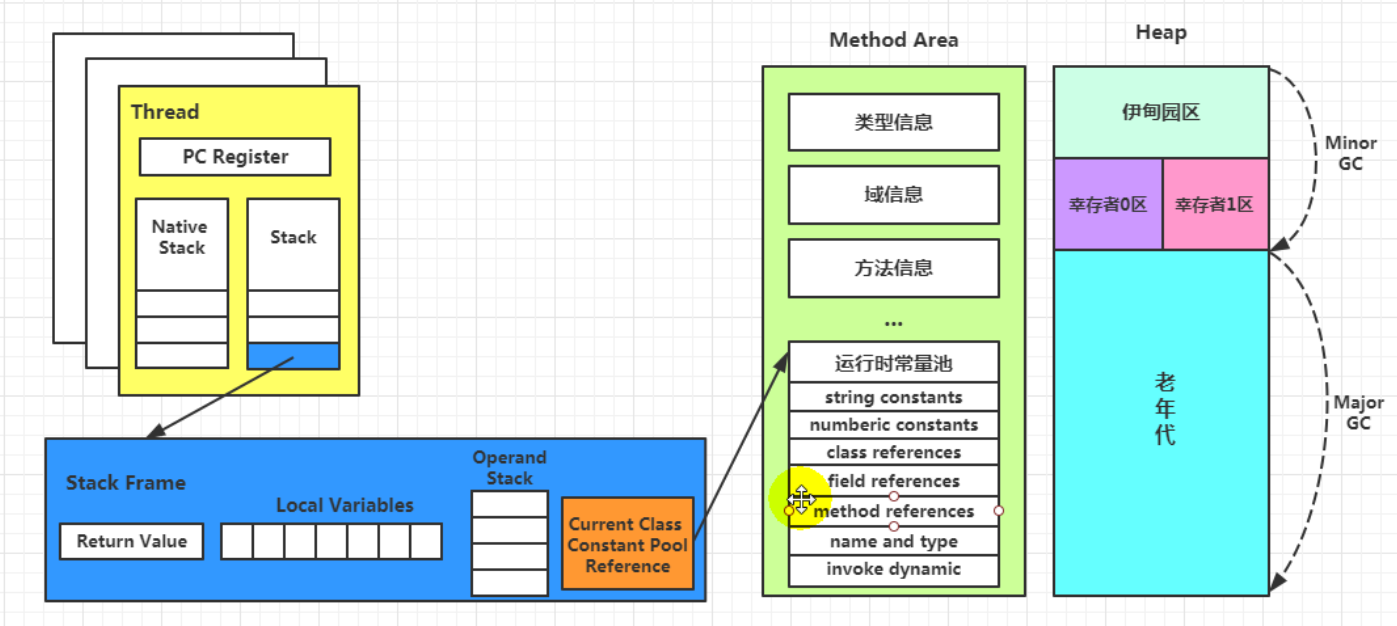 Thread
PC Register
Native
Stack
Stack
Stack Frame
Return Value
Local Variables
Operand
Stack
Current Class
Constant Pool
Reference
Method Area
类型信息
域信息
方法信息
...
运行时常量池
string constants
numberic constants
class references
field references
method references
name and type
invoke dynamic
Heap
伊甸园区
幸存者0区
幸存者1区
老
年
代
Minor
GC
Major
GC